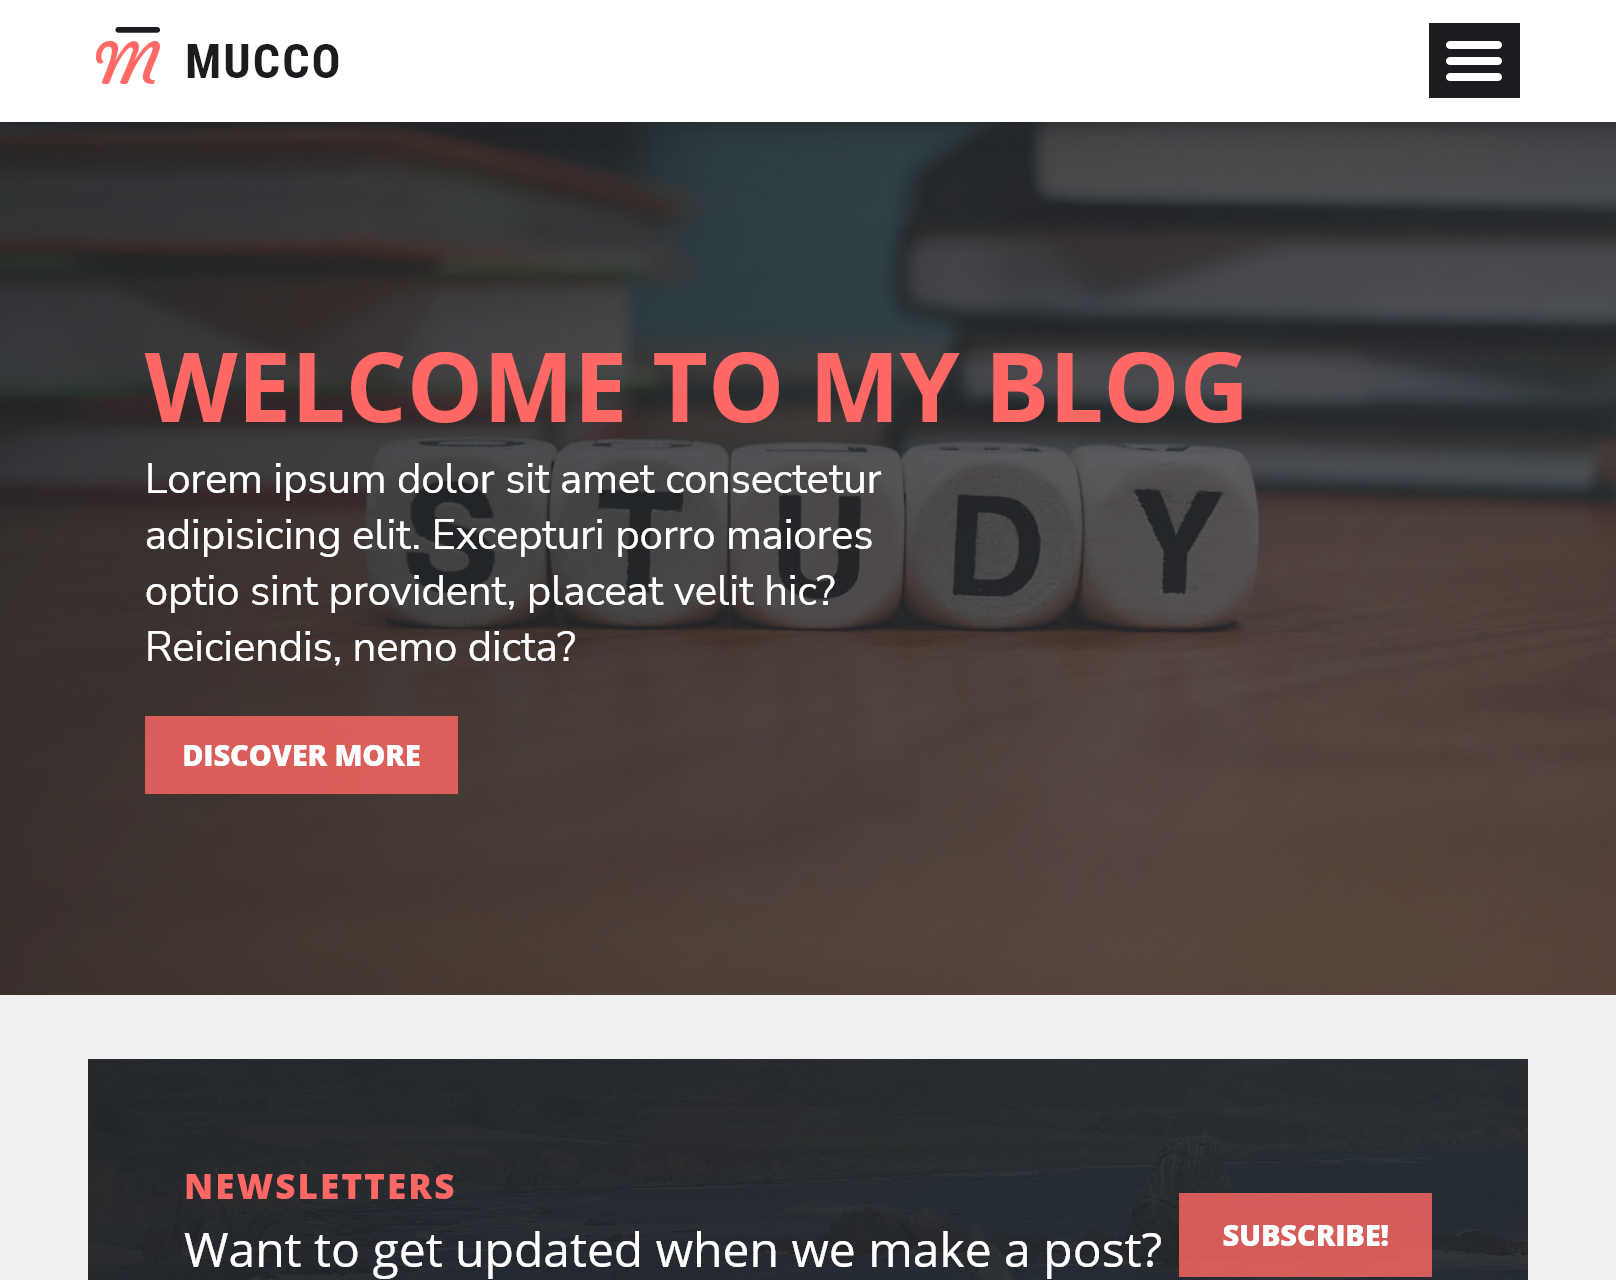 m MUCCO
WELCOME TO MY BLOG
Lorem ipsum dolor sit amet consectetur
adipisicing elit. Excepturi porro maiores
optio sint provident, placeat velit hic?
Reiciendis, nemo dicta?
STUDY
DISCOVER MORE
NEWSLETTERS
Want to get updated when we make a post?
SUBSCRIBE!